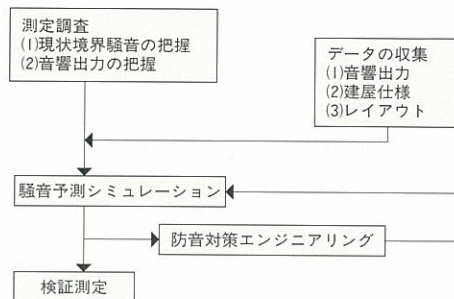 測定調査
(1)現状境界騒音の把握
(2)音響出力の把握
データの収集
(1)音響出力
(2)建屋仕様
(3)レイアウト
騒音予測シミュレーション
防音対策エンジニアリング
検証測定